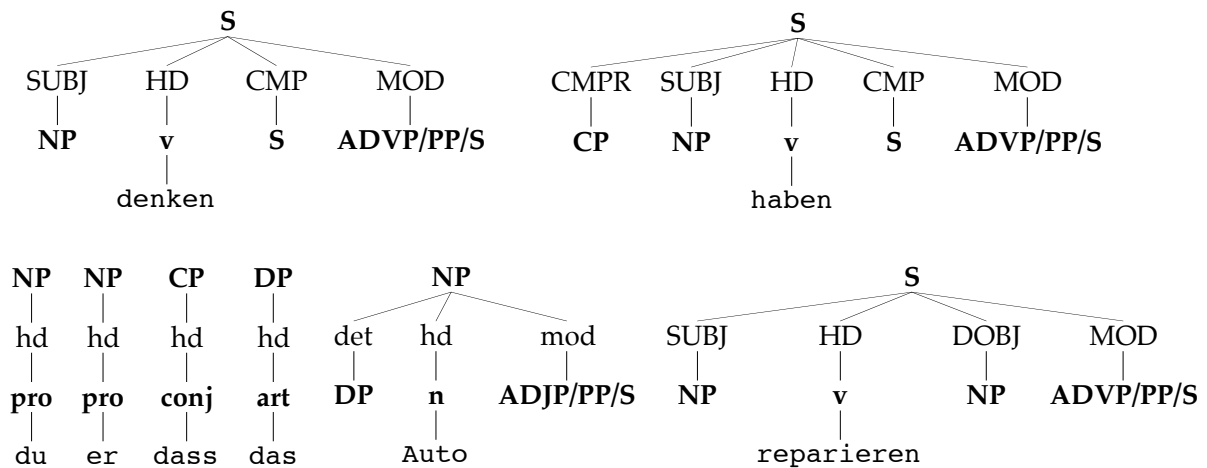 S S
SUBJ HD CMP MOD CMPR SUBJ HD CMP MOD
NP v S ADVP/PP/S CP NP v S ADVP/PP/S
denken haben
NP NP CP DP NP S
hd hd hd hd det hd mod SUBJ HD DOBJ MOD
pro pro conj art DP n ADJP/PP/S NP v NP ADVP/PP/S
du er dass das Auto reparieren